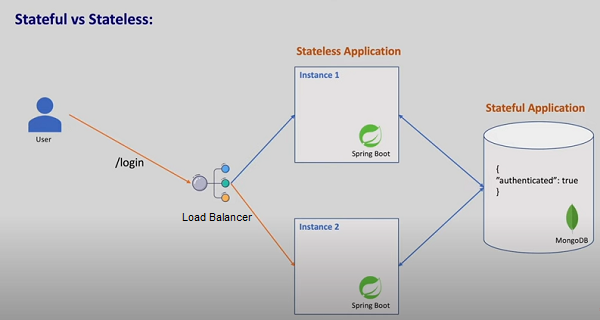 Stateful vs Stateless:
Stateless Application
Instance 1
Spring Boot
User
/login
Load Balancer
Instance 2
Spring Boot
Stateful Application
{
"authenticated": true
}
MongoDB